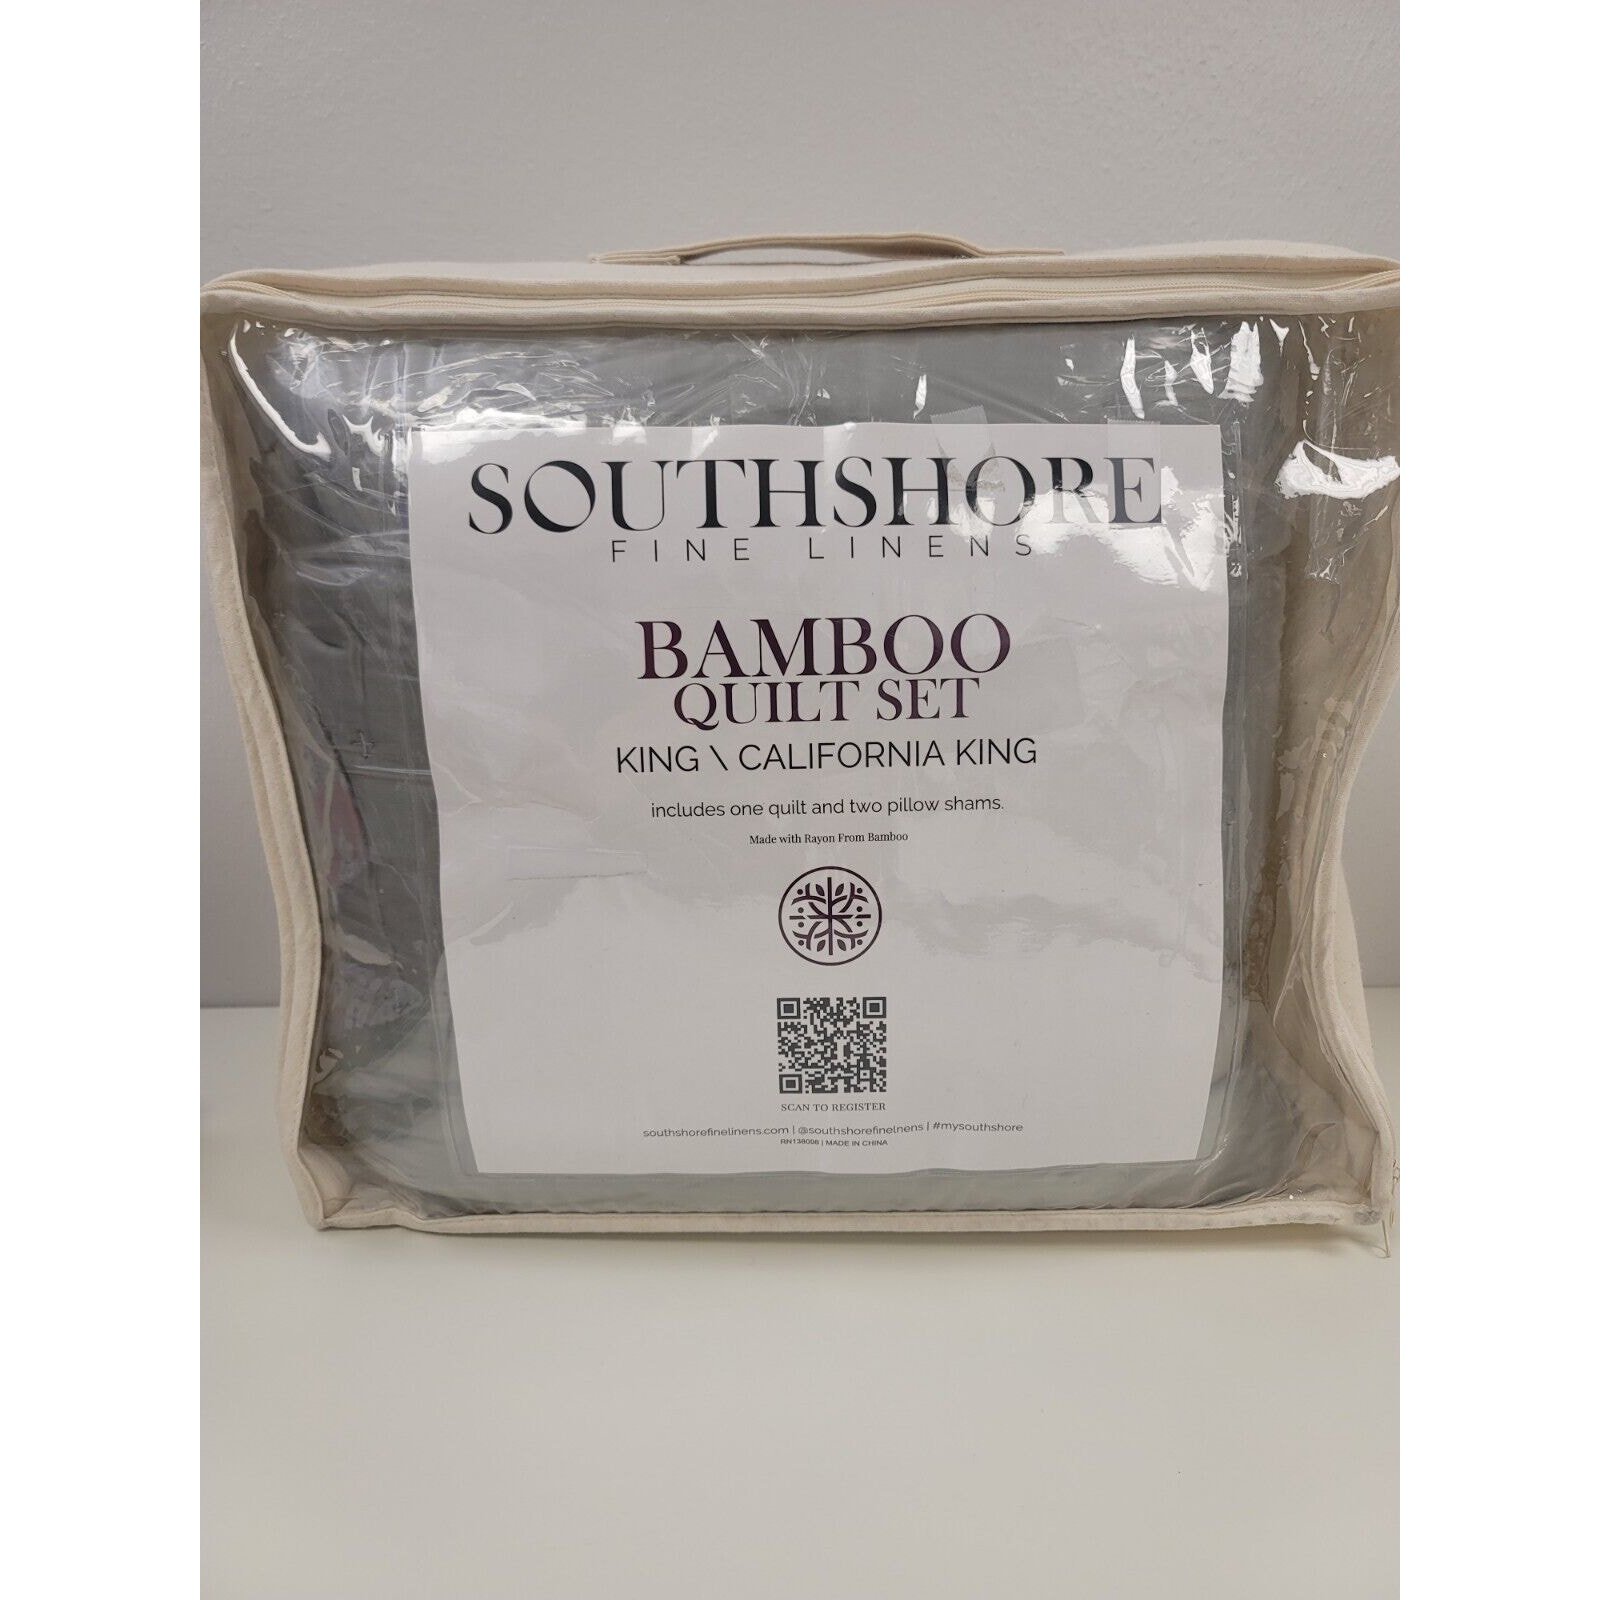 SOUTHSHORE
FINE LINENS
BAMBOO
QUILT SET
KING \ CALIFORNIA KING
includes one quilt and two pillow shams.
Made with Rayon From Bamboo
SCAN TO REGISTER
southshorefinelinens.com | @southshorefinelnens | #mysouthshore
RN138098 | MADE IN CHINA